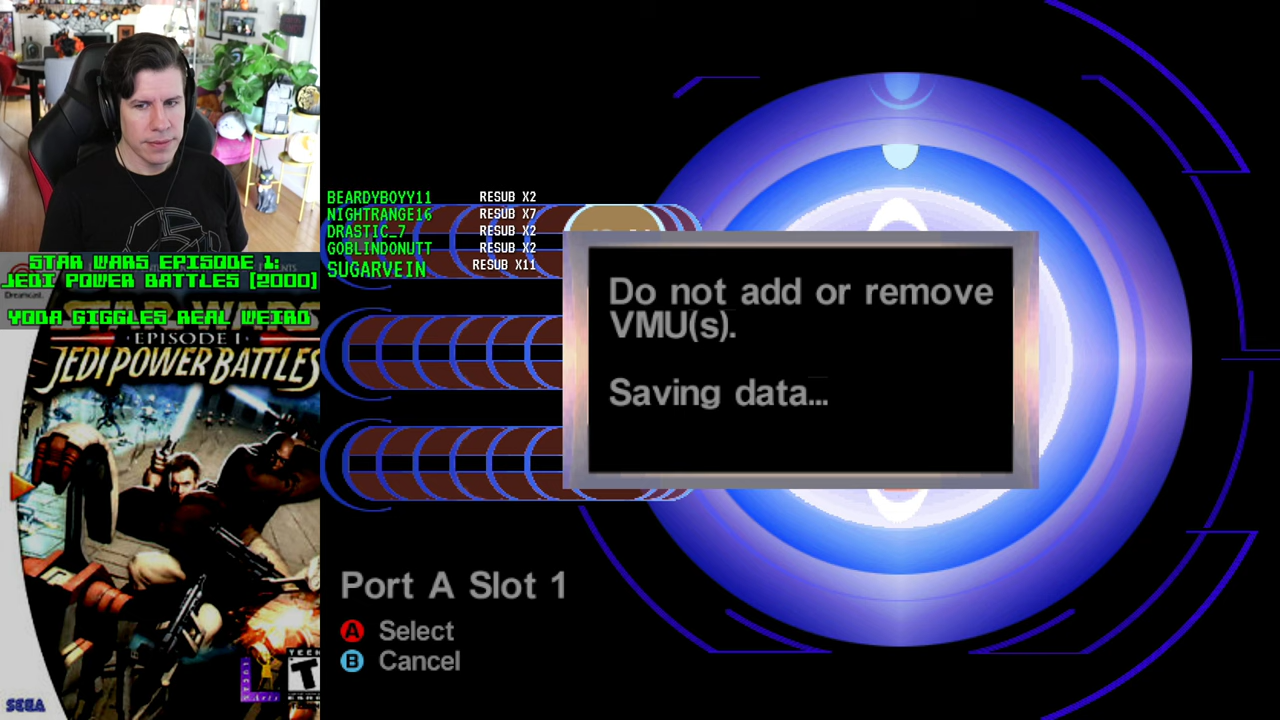 STAR WARS EPISODE 1:
JEDI POWER BATTLES [2000]
YODA GIGGLES REAL WEIRD
Dreamcast
STAR WARS
EPISODE I
JEDI POWER BATTLES
TEEN
T
SEGA
BEARDYBOYY11 RESUB X2
NIGHTRANGE16 RESUB X7
DRASTIC_7 RESUB X2
GOBLINDONUTT RESUB X2
SUGARVEIN RESUB X11
Do not add or remove
VMU(s).
Saving data...
Port A Slot 1
A Select
B Cancel